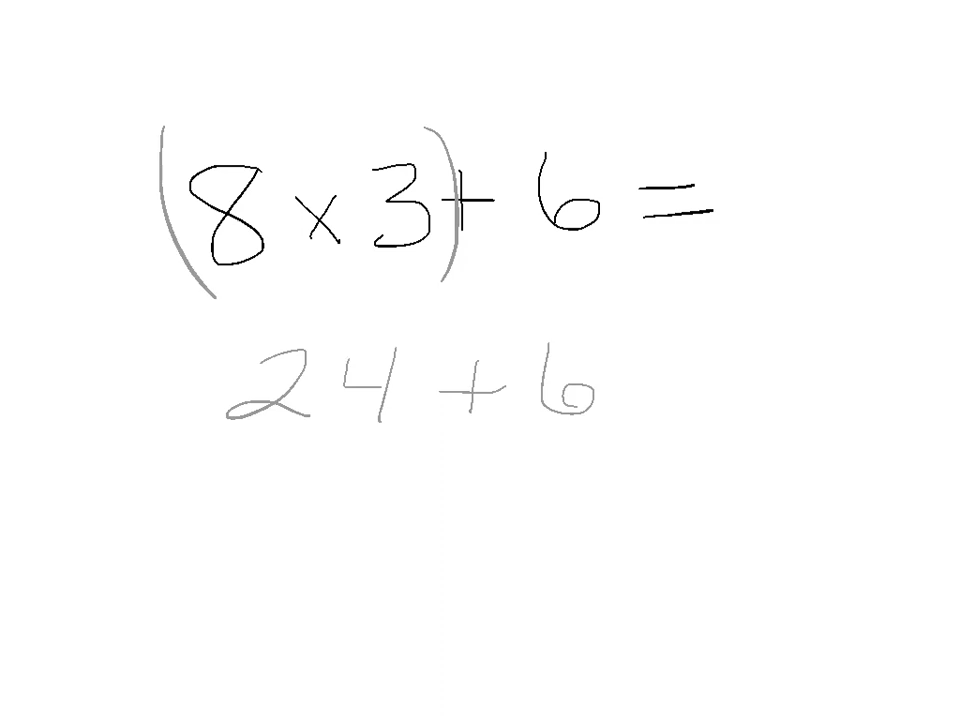 (8 x 3) + 6 =
24 + 6